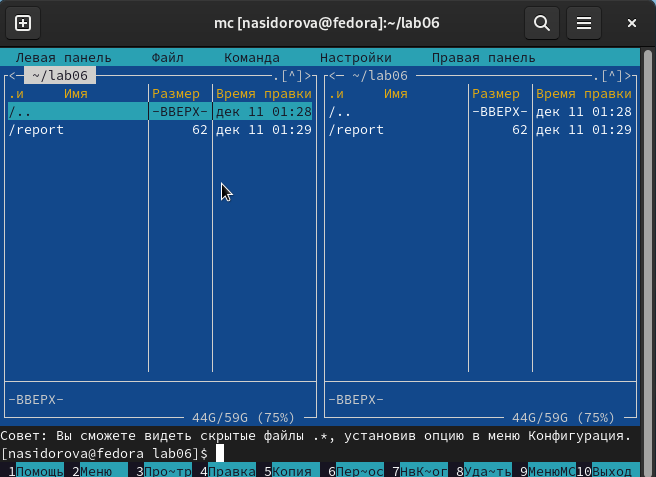 mc [nasidorova@fedora]:~/lab06
Левая панель Файл Команда Настройки Правая панель
<─ ~/lab06 .[^]> <─ ~/lab06 .[^]>
.и Имя Размер Время правки .и Имя Размер Время правки
/.. -ВВЕРХ- дек 11 01:28 /.. -ВВЕРХ- дек 11 01:28
/report 62 дек 11 01:29 /report 62 дек 11 01:29
-ВВЕРХ- -ВВЕРХ-
44G/59G (75%) 44G/59G (75%)
Совет: Вы сможете видеть скрытые файлы .*, установив опцию в меню Конфигурация.
[nasidorova@fedora lab06]$
1Помощь 2Меню 3Про~тр 4Правка 5Копия 6Пер~ос 7НвК~ог 8Уда~ть 9МенюМС 10Выход